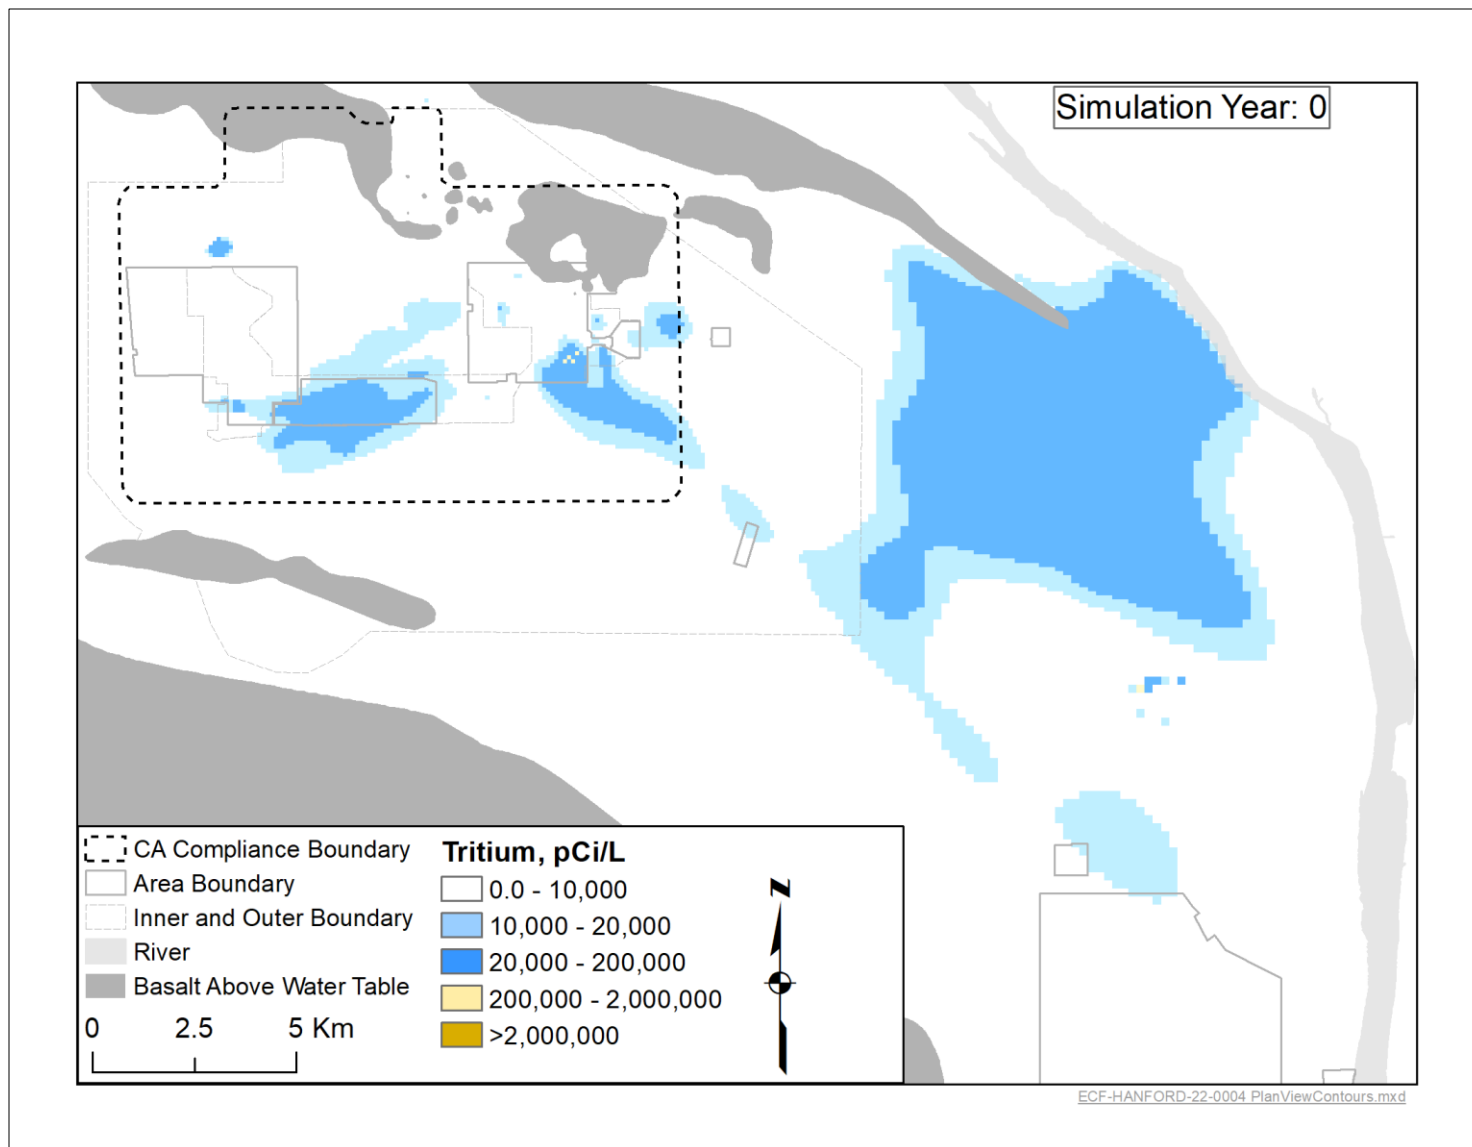 Simulation Year: 0
CA Compliance Boundary
Area Boundary
Inner and Outer Boundary
River
Basalt Above Water Table
0 2.5 5 Km
Tritium, pCi/L
0.0 - 10,000
10,000 - 20,000
20,000 - 200,000
200,000 - 2,000,000
>2,000,000
N
ECF-HANFORD-22-0004 PlanViewContours.mxd